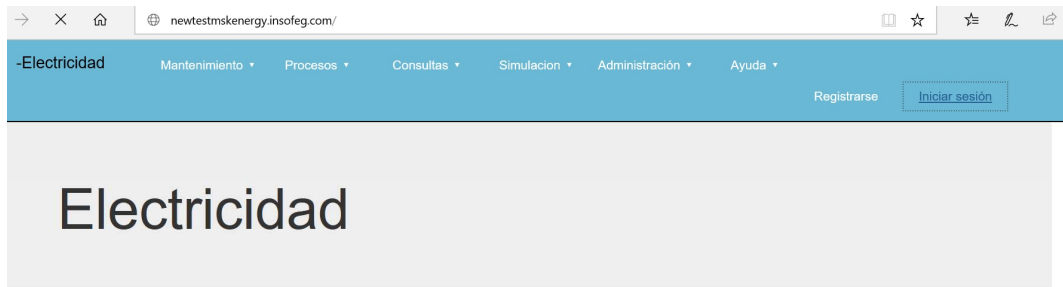 newtestmskenergy.insofeg.com/
-Electricidad Mantenimiento Procesos Consultas Simulacion Administración Ayuda
Registrarse Iniciar sesión
Electricidad